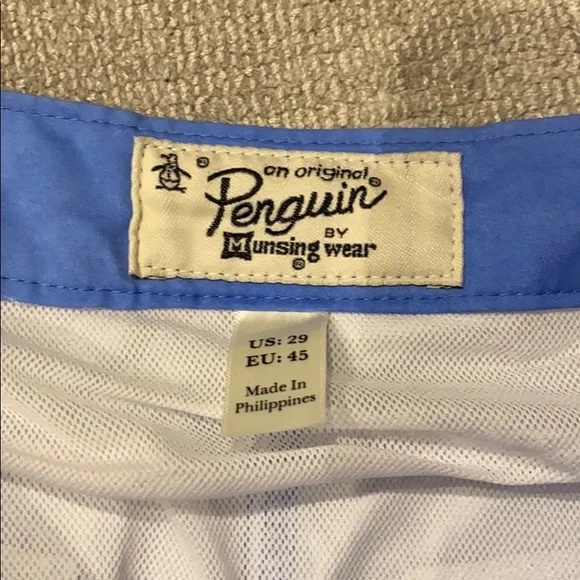 an original
Penguin®
BY
Munsing wear
®
US: 29
EU: 45
Made In
Philippines